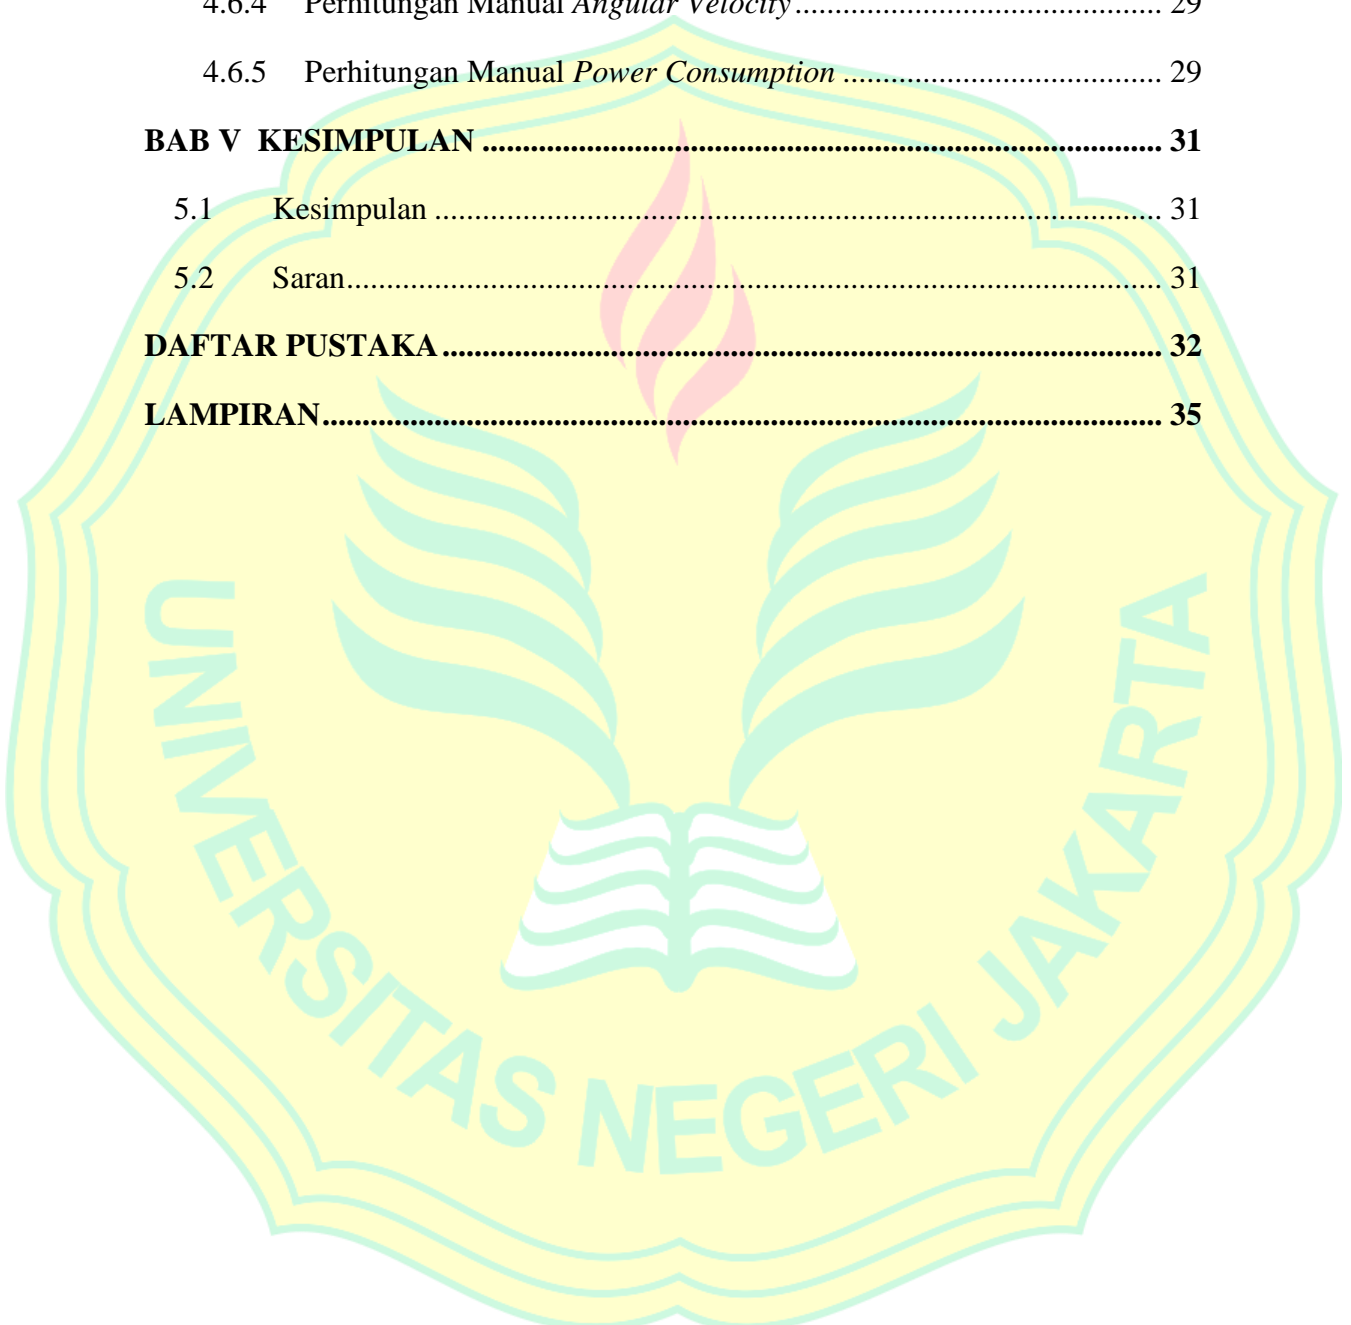 4.6.4 Perhitungan Manual Angular Velocity ........................................ 29
4.6.5 Perhitungan Manual Power Consumption ........................................ 29
BAB V KESIMPULAN ........................................ 31
5.1 Kesimpulan ........................................ 31
5.2 Saran ........................................ 31
DAFTAR PUSTAKA ........................................ 32
LAMPIRAN ........................................ 35
UNIVERSITAS NEGERI JAKARTA